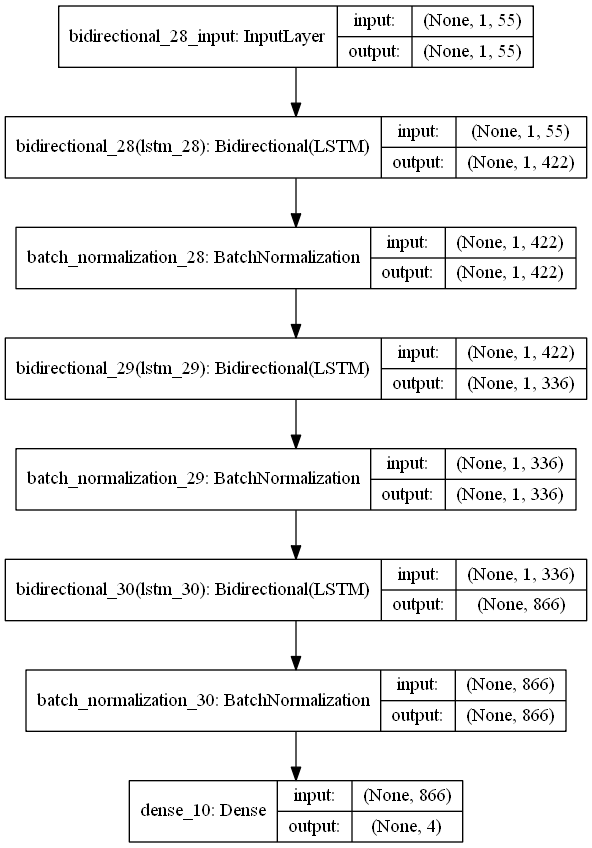 bidirectional_28_input: InputLayer
input: (None, 1, 55)
output: (None, 1, 55)
bidirectional_28(lstm_28): Bidirectional(LSTM)
input: (None, 1, 55)
output: (None, 1, 422)
batch_normalization_28: BatchNormalization
input: (None, 1, 422)
output: (None, 1, 422)
bidirectional_29(lstm_29): Bidirectional(LSTM)
input: (None, 1, 422)
output: (None, 1, 336)
batch_normalization_29: BatchNormalization
input: (None, 1, 336)
output: (None, 1, 336)
bidirectional_30(lstm_30): Bidirectional(LSTM)
input: (None, 1, 336)
output: (None, 866)
batch_normalization_30: BatchNormalization
input: (None, 866)
output: (None, 866)
dense_10: Dense
input: (None, 866)
output: (None, 4)